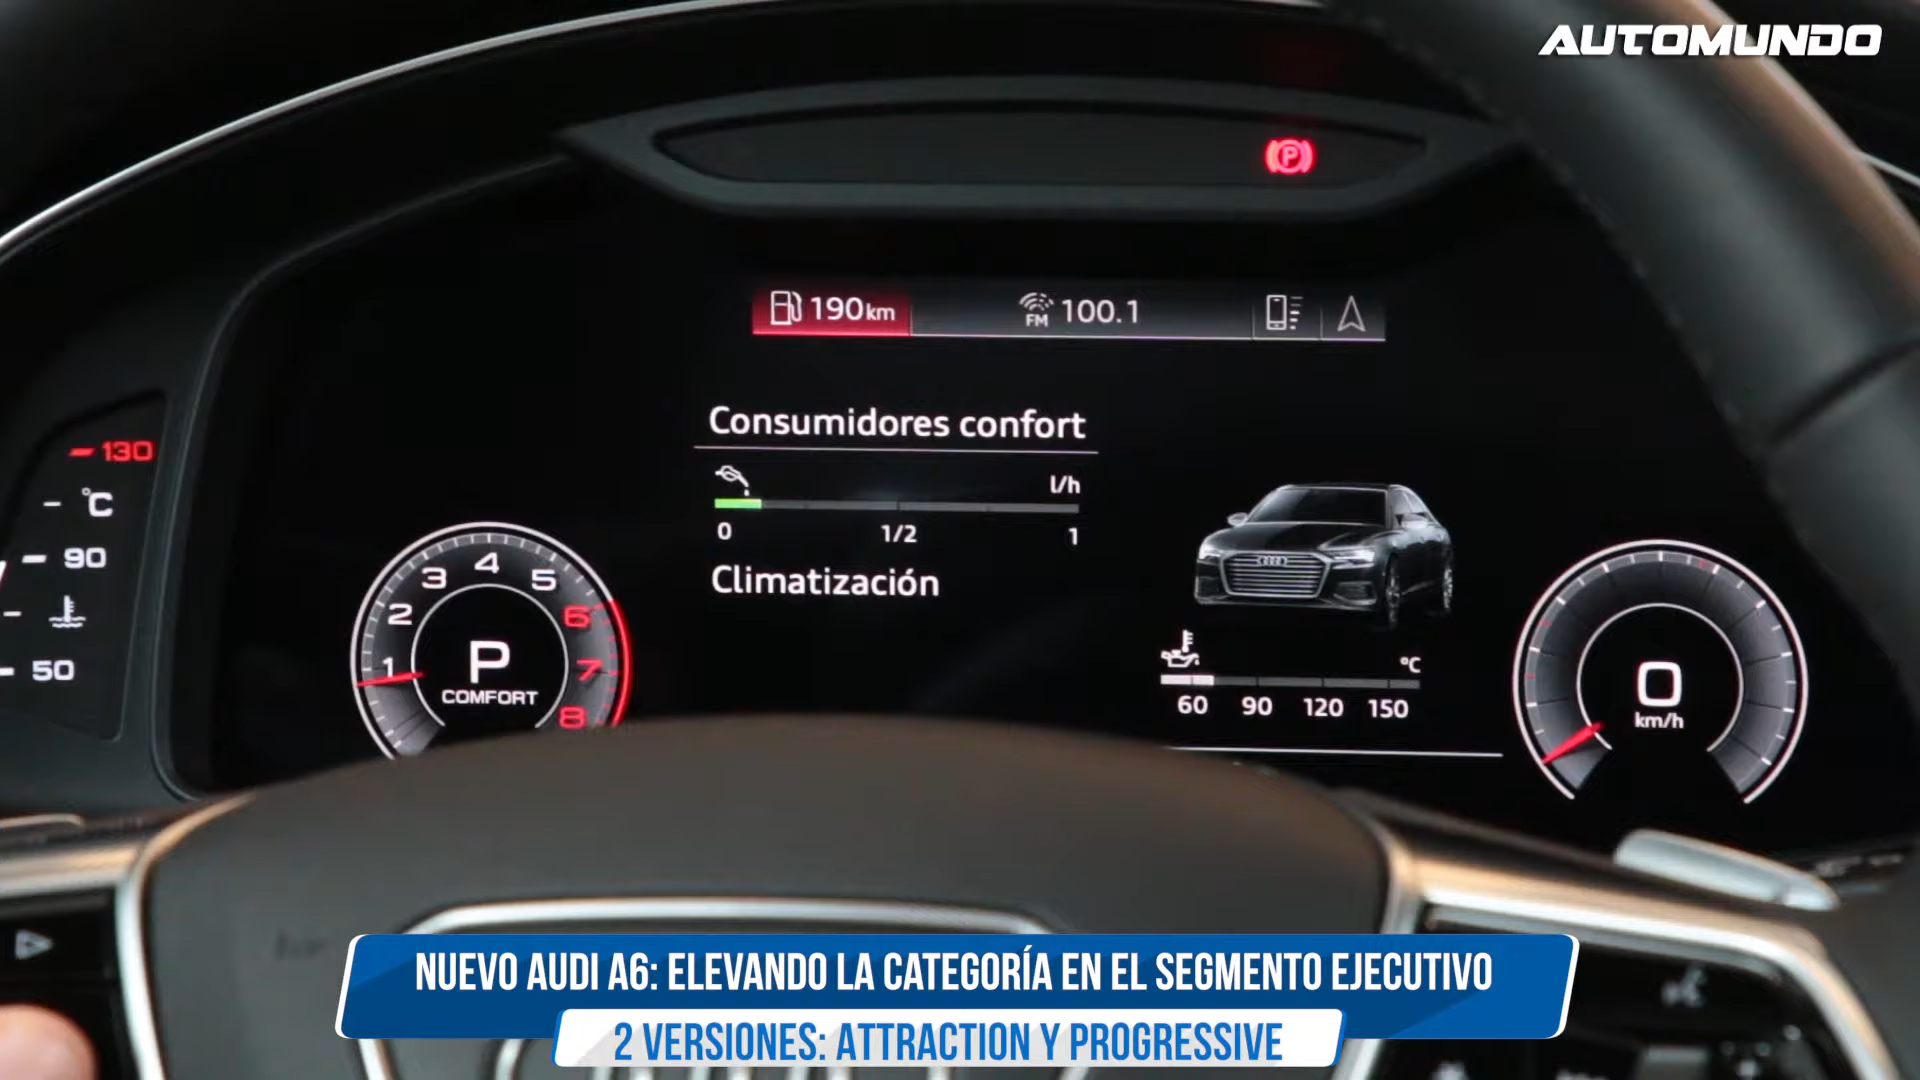 AUTOMUNDO
P
190 km
FM 100.1
Consumidores confort
l/h
0 1/2 1
Climatización
130
°C
90
50
1 2 3 4 5 6 7 8
P
COMFORT
°C
60 90 120 150
0
km/h
NUEVO AUDI A6: ELEVANDO LA CATEGORÍA EN EL SEGMENTO EJECUTIVO
2 VERSIONES: ATTRACTION Y PROGRESSIVE